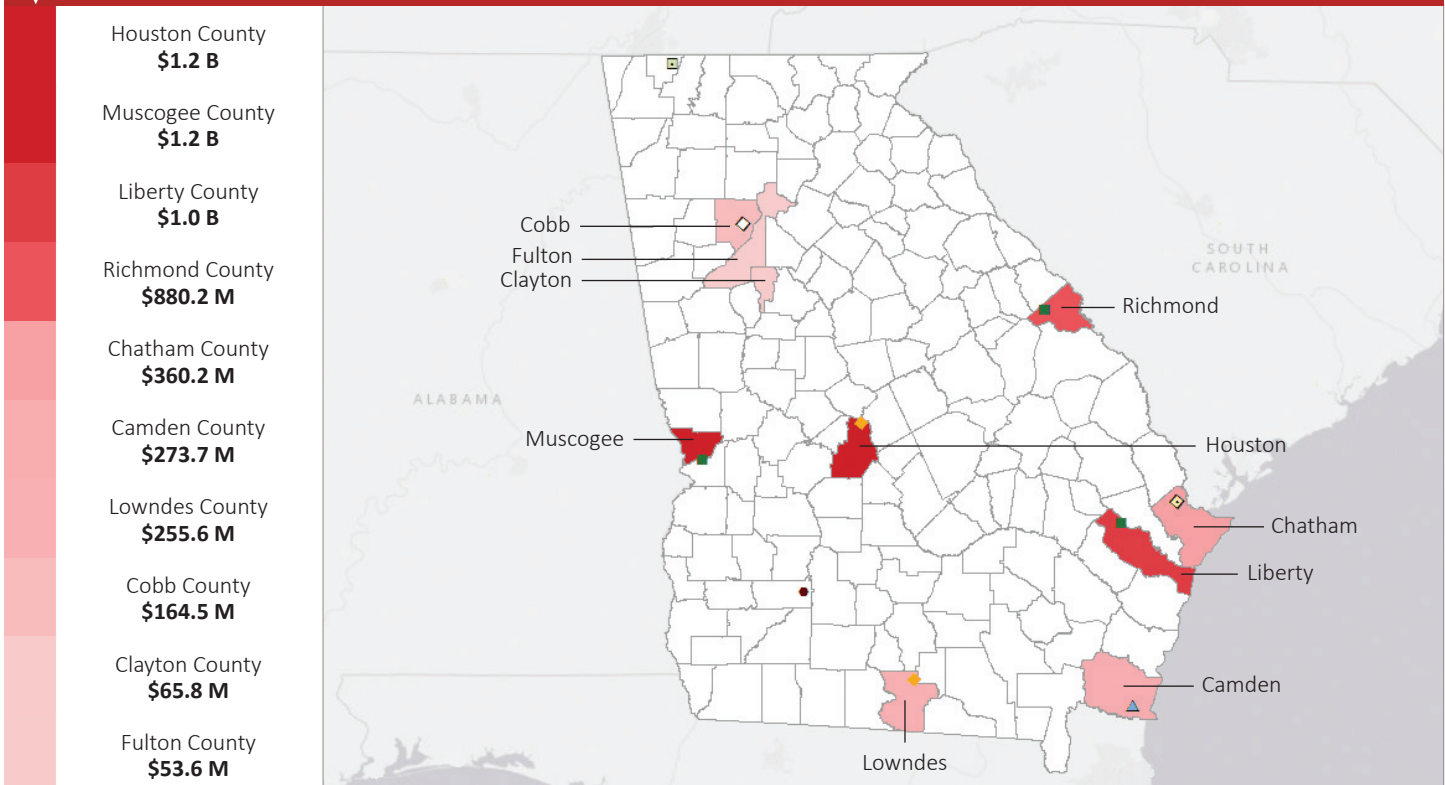 Houston County
$1.2 B
Muscogee County
$1.2 B
Liberty County
$1.0 B
Richmond County
$880.2 M
Chatham County
$360.2 M
Camden County
$273.7 M
Lowndes County
$255.6 M
Cobb County
$164.5 M
Clayton County
$65.8 M
Fulton County
$53.6 M
Cobb
Fulton
Clayton
SOUTH
CAROLINA
Richmond
ALABAMA
Muscogee
Houston
Chatham
Liberty
Camden
Lowndes